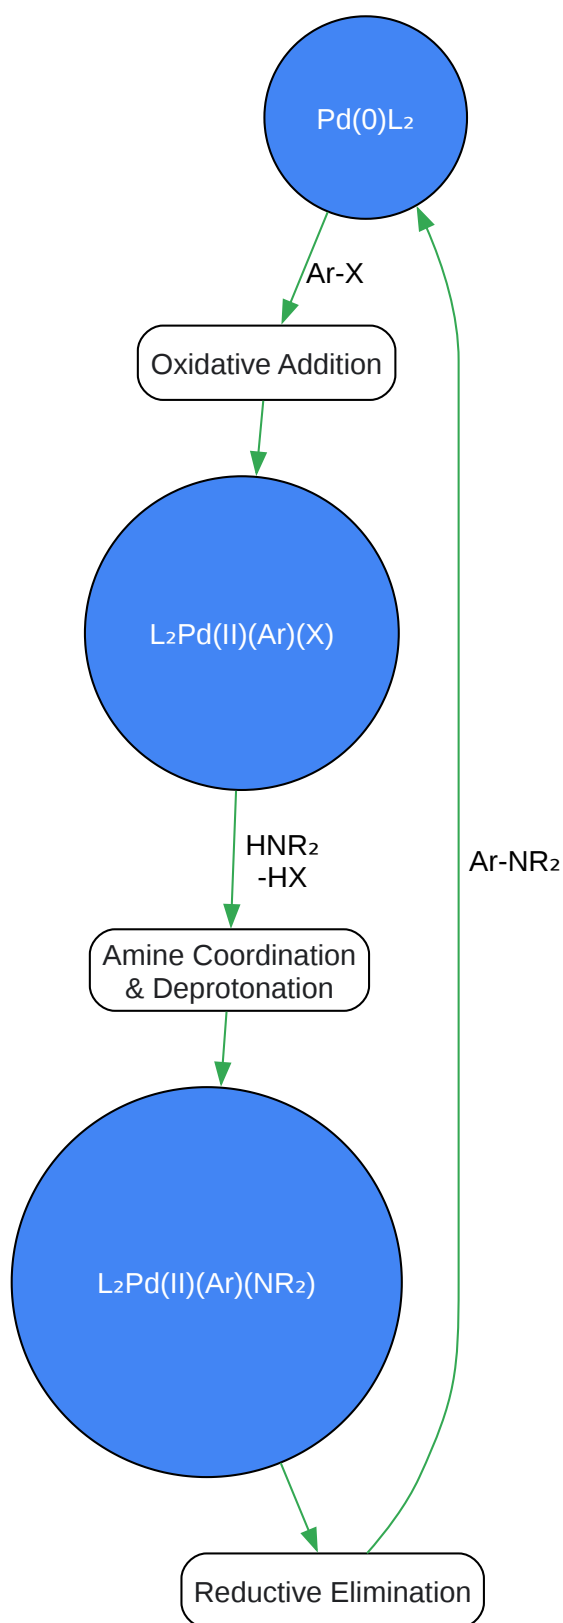 Pd(0)L₂
Ar-X
Oxidative Addition
L₂Pd(II)(Ar)(X)
HNR₂
-HX
Ar-NR₂
Amine Coordination
& Deprotonation
L₂Pd(II)(Ar)(NR₂)
Reductive Elimination